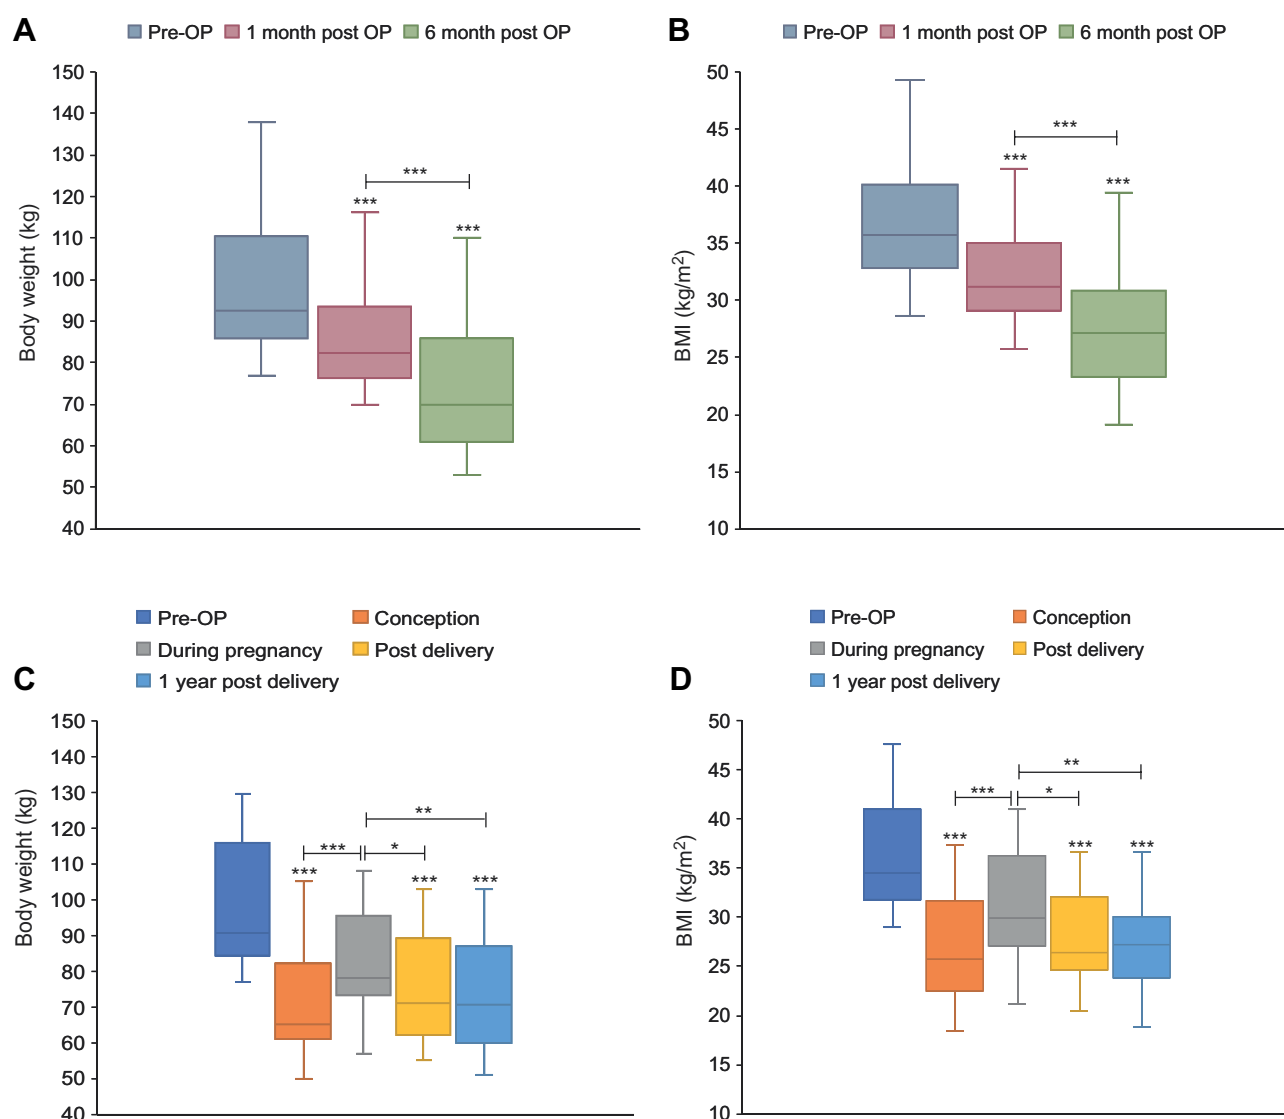 A
Pre-OP 1 month post OP 6 month post OP
150
140
130
120
110
100
90
80
70
60
50
40
Body weight (kg)
***
***
***
B
Pre-OP 1 month post OP 6 month post OP
50
45
40
35
30
25
20
15
10
BMI (kg/m2)
***
***
***
C
Pre-OP Conception
During pregnancy Post delivery
1 year post delivery
150
140
130
120
110
100
90
80
70
60
50
40
Body weight (kg)
**
*** *
*** *** ***
D
Pre-OP Conception
During pregnancy Post delivery
1 year post delivery
50
45
40
35
30
25
20
15
10
BMI (kg/m2)
**
*** *
*** *** ***